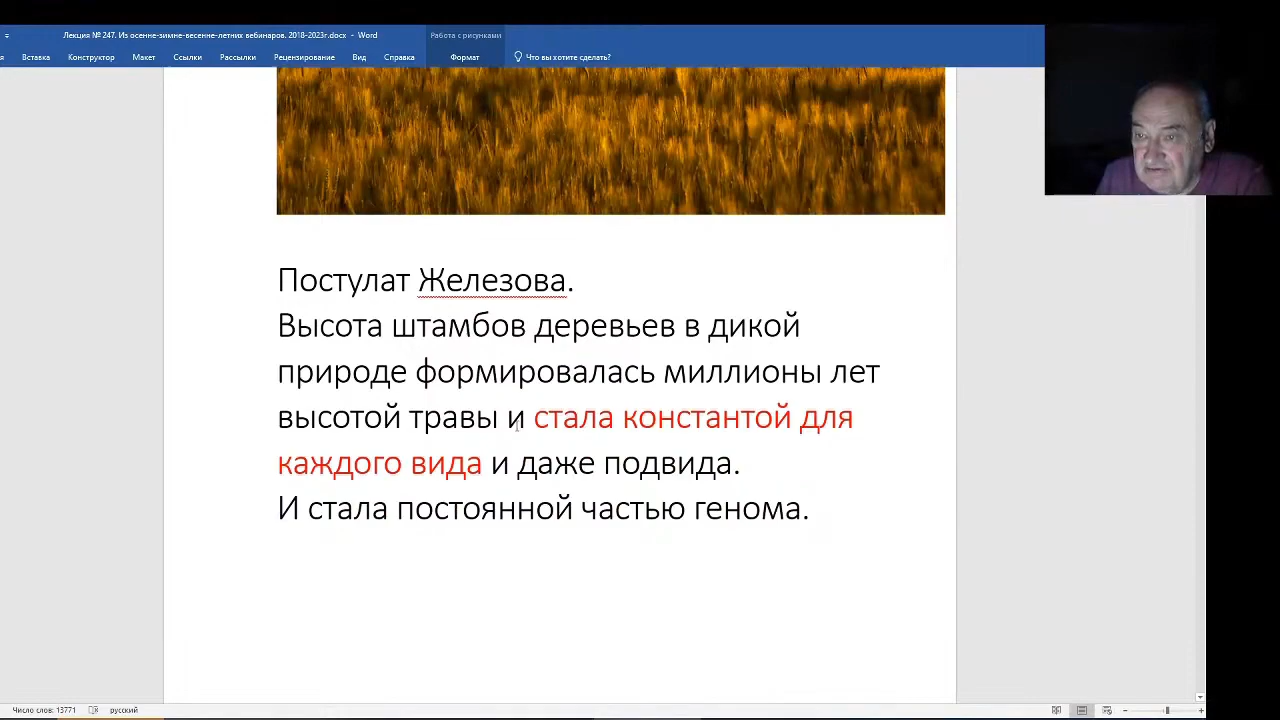 Лекция № 247. Из осенне-зимне-весенне-летних вебинаров. 2018-2023г.docx - Word
Работа с рисунками
Вставка Конструктор Макет Ссылки Рассылки Рецензирование Вид Справка Формат Что вы хотите сделать?
Постулат Железова.
Высота штамбов деревьев в дикой
природе формировалась миллионы лет
высотой травы и стала константой для
каждого вида и даже подвида.
И стала постоянной частью генома.
Число слов: 13771 русский